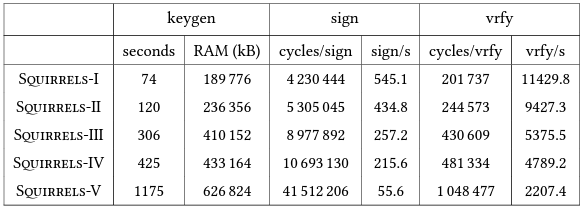 keygen sign vrfy
seconds RAM (kB) cycles/sign sign/s cycles/vrfy vrfy/s
Squirrels-I 74 189 776 4 230 444 545.1 201 737 11429.8
Squirrels-II 120 236 356 5 305 045 434.8 244 573 9427.3
Squirrels-III 306 410 152 8 977 892 257.2 430 609 5375.5
Squirrels-IV 425 433 164 10 693 130 215.6 481 334 4789.2
Squirrels-V 1175 626 824 41 512 206 55.6 1 048 477 2207.4